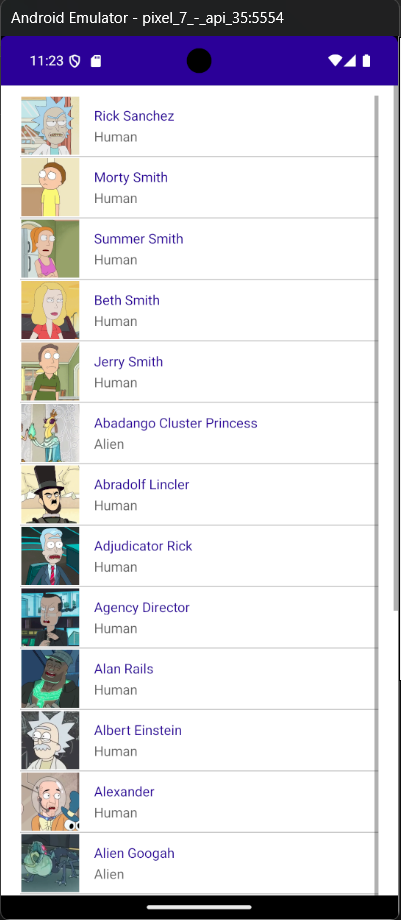 Android Emulator - pixel_7_-_api_35:5554
11:23
Rick Sanchez
Human
Morty Smith
Human
Summer Smith
Human
Beth Smith
Human
Jerry Smith
Human
Abadango Cluster Princess
Alien
Abradolf Lincler
Human
Adjudicator Rick
Human
Agency Director
Human
Alan Rails
Human
Albert Einstein
Human
Alexander
Human
Alien Googah
Alien